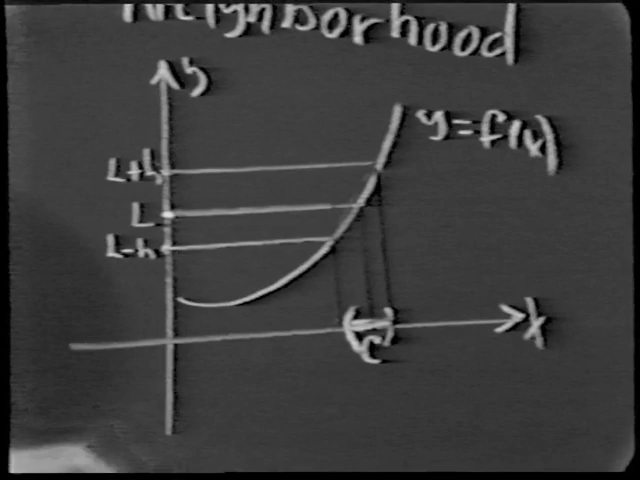 Neighborhood
y
y=f(x)
L+h
L
L-h
x
c